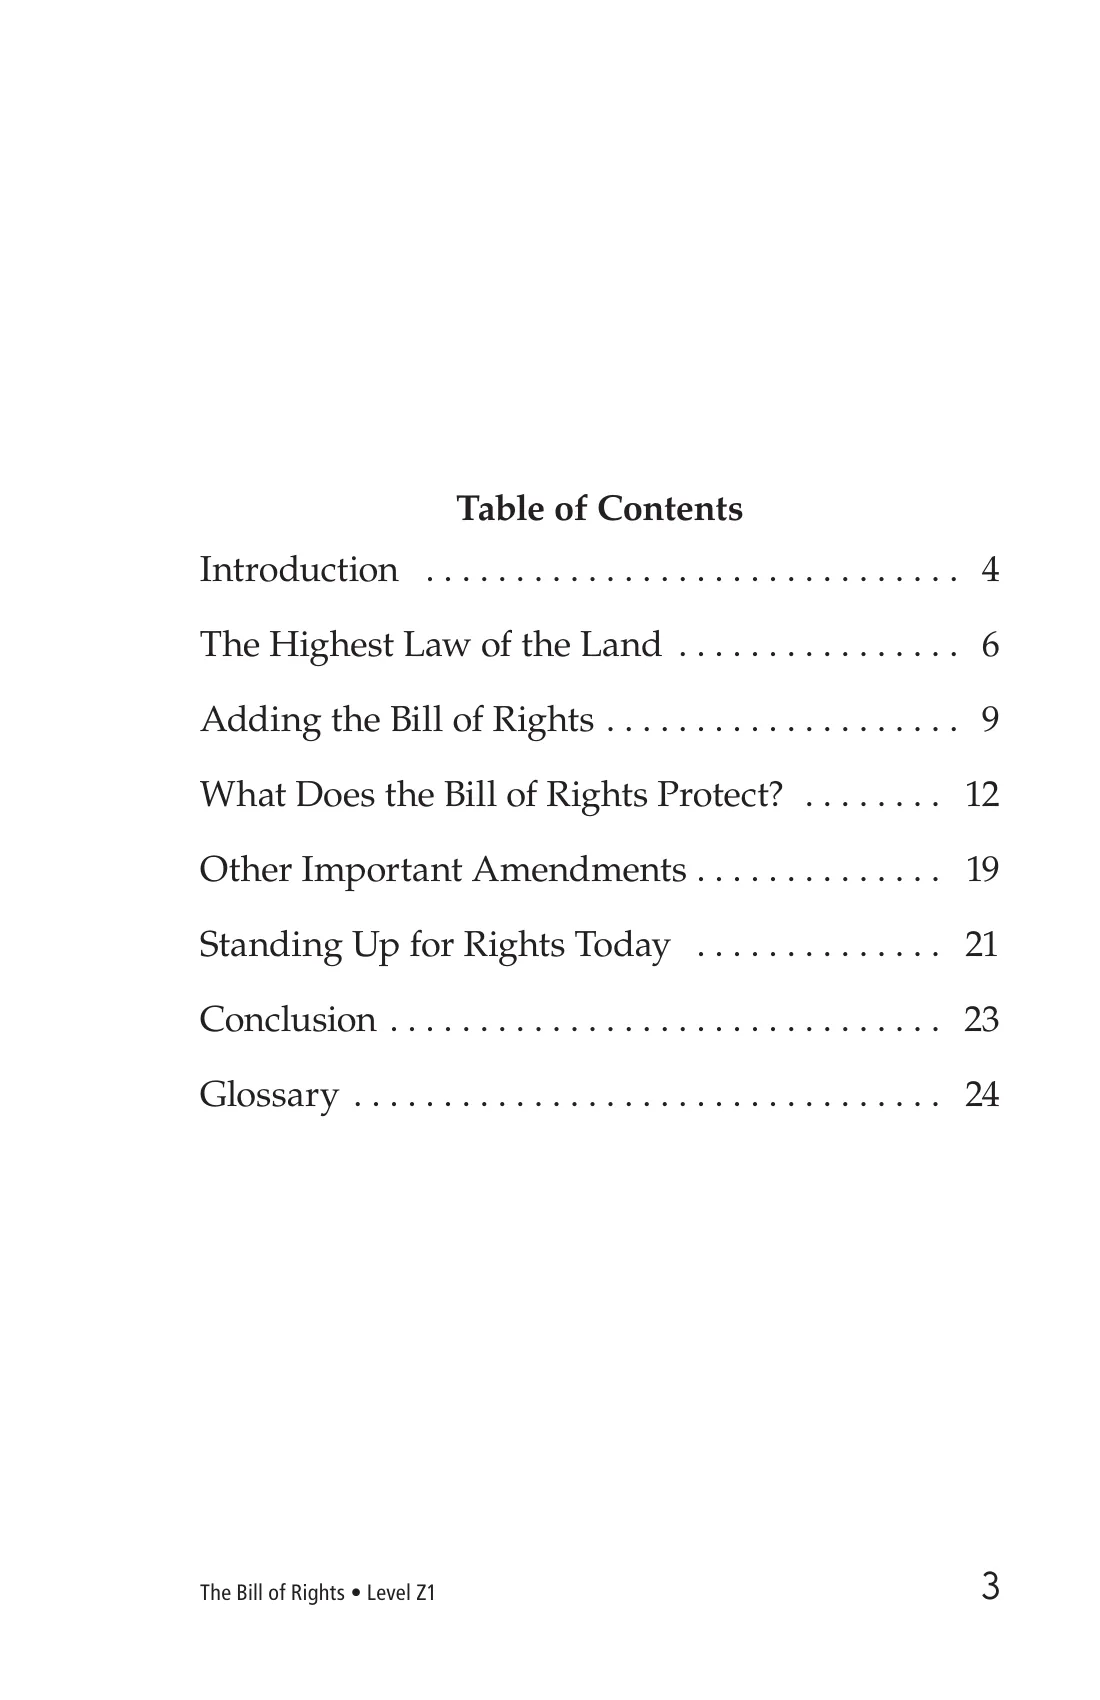 Table of Contents
Introduction . . . . . . . . . . . . . . . . . . . . . . . . . . . . . . 4
The Highest Law of the Land . . . . . . . . . . . . . . . . 6
Adding the Bill of Rights . . . . . . . . . . . . . . . . . . . . 9
What Does the Bill of Rights Protect? . . . . . . . . 12
Other Important Amendments . . . . . . . . . . . . . . 19
Standing Up for Rights Today . . . . . . . . . . . . . . 21
Conclusion . . . . . . . . . . . . . . . . . . . . . . . . . . . . . . . 23
Glossary . . . . . . . . . . . . . . . . . . . . . . . . . . . . . . . . . 24
The Bill of Rights • Level Z1 3